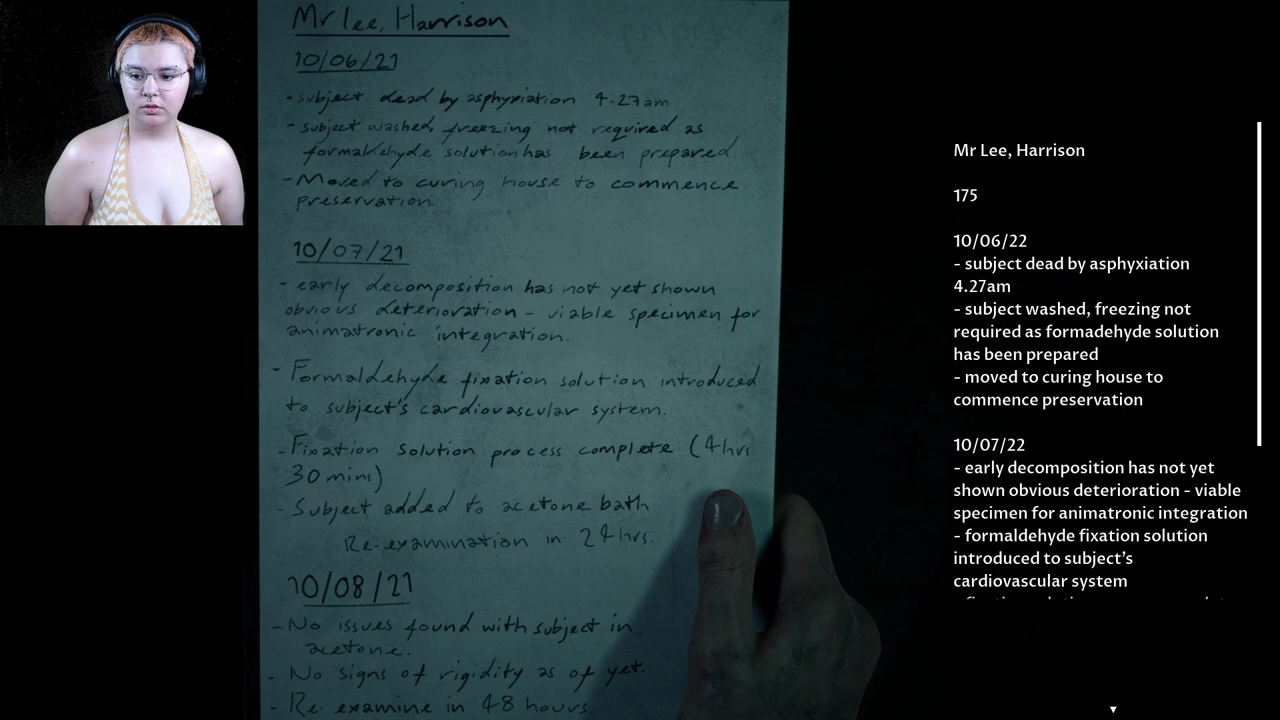 Mr Lee, Harrison
10/06/21
- subject dead by asphyxiation 4.27am
- subject washed, freezing not required as
formaldehyde solution has been prepared
- Moved to curing house to commence
preservation.
10/07/21
- early decomposition has not yet shown
obvious deterioration - viable specimen for
animatronic integration.
- Formaldehyde fixation solution introduced
to subject's cardiovascular system.
- Fixation solution process complete (4hrs
30 mins)
- Subject added to acetone bath
Re-examination in 24hrs.
10/08/21
- No issues found with subject in
acetone.
- No signs of rigidity as of yet.
- Re-examine in 48 hours.
Mr Lee, Harrison
175
10/06/22
- subject dead by asphyxiation
4.27am
- subject washed, freezing not
required as formadehyde solution
has been prepared
- moved to curing house to
commence preservation
10/07/22
- early decomposition has not yet
shown obvious deterioration - viable
specimen for animatronic integration
- formaldehyde fixation solution
introduced to subject's
cardiovascular system